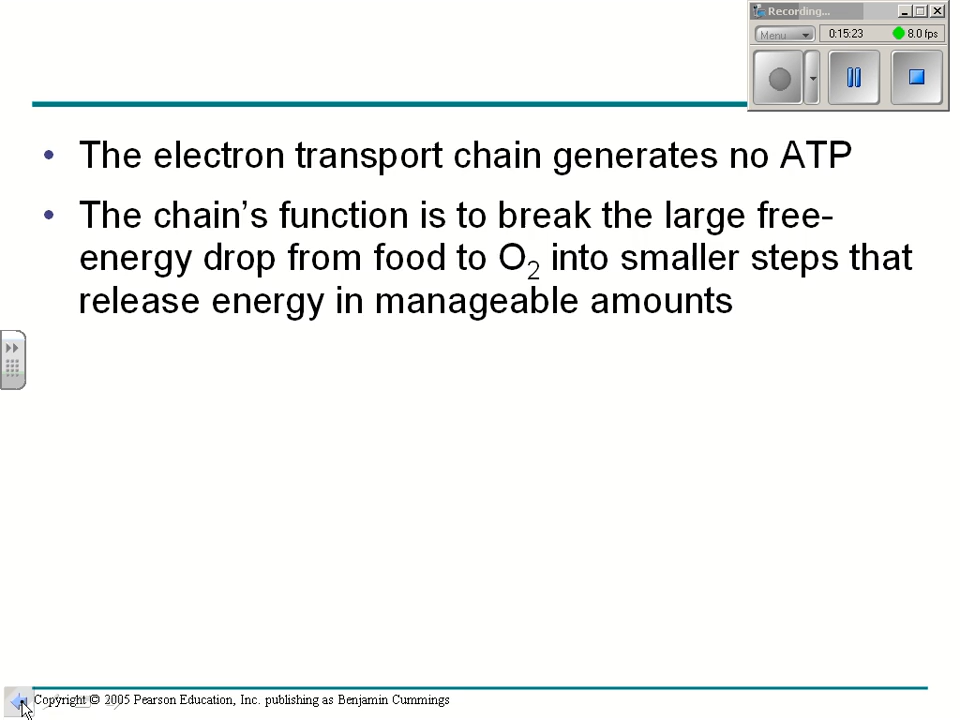 Recording...
Menu 0:15:23 8.0 fps
• The electron transport chain generates no ATP
• The chain’s function is to break the large free-
energy drop from food to O2 into smaller steps that
release energy in manageable amounts
Copyright © 2005 Pearson Education, Inc. publishing as Benjamin Cummings